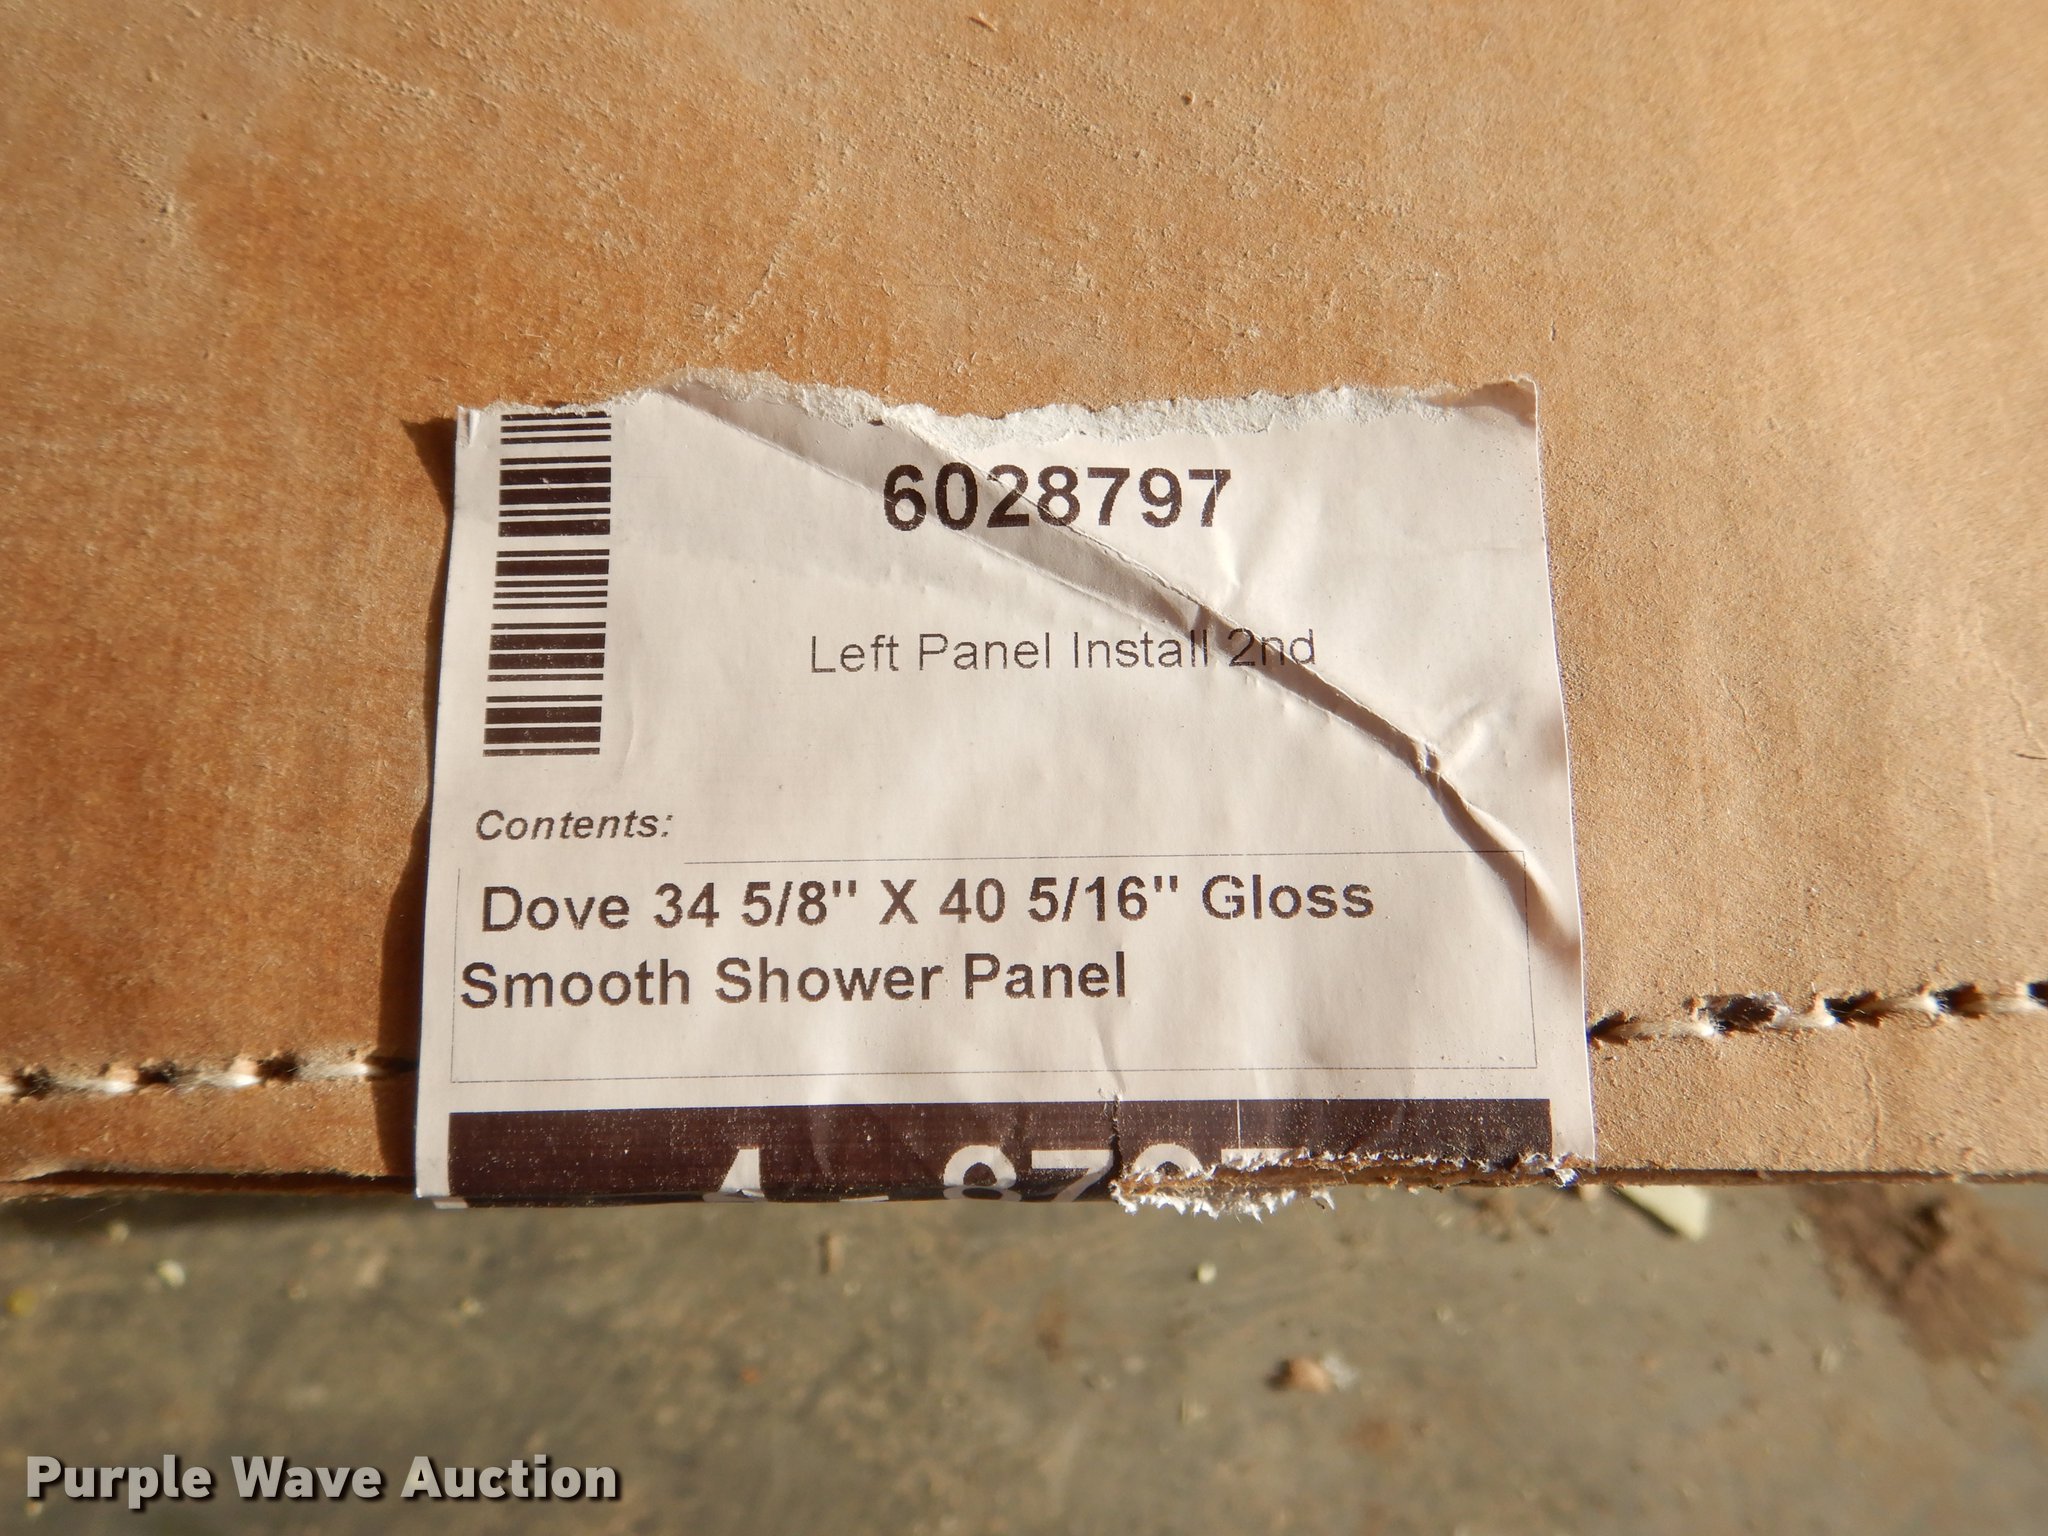 6028797
Left Panel Install 2nd
Contents:
Dove 34 5/8" X 40 5/16" Gloss
Smooth Shower Panel
Purple Wave Auction